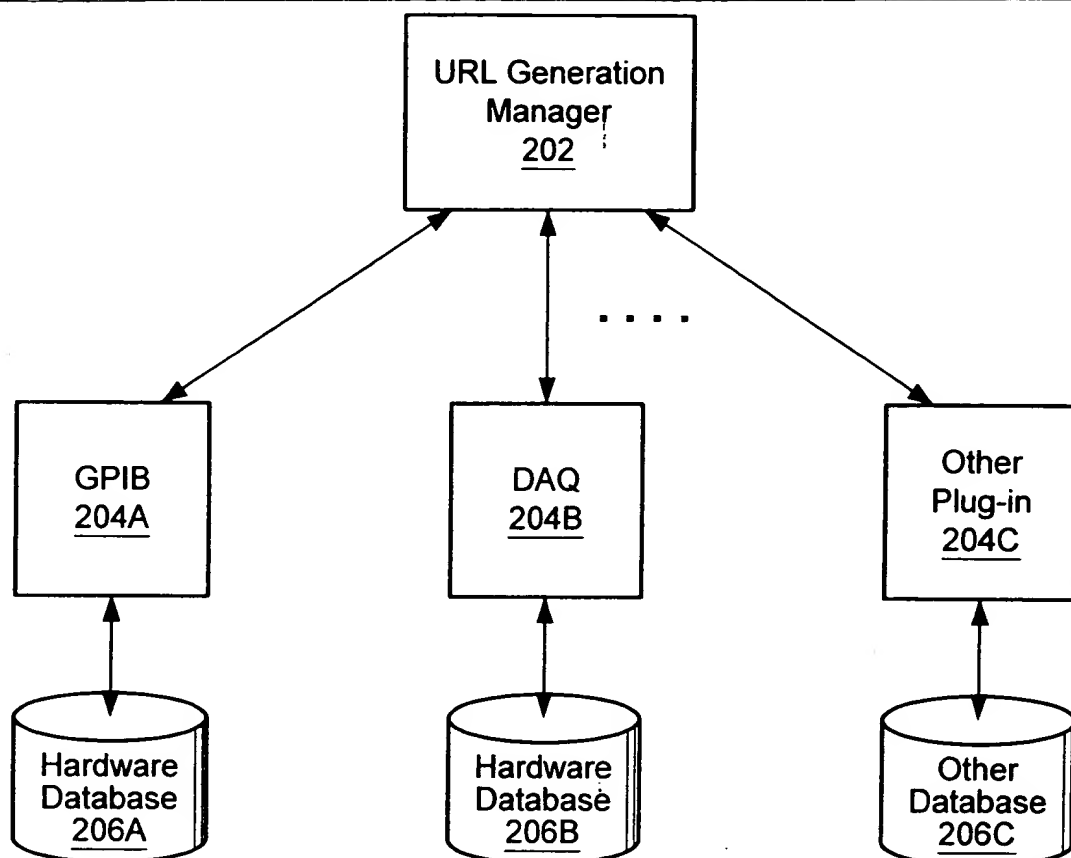 URL Generation
Manager
202
GPIB
204A
DAQ
204B
Other
Plug-in
204C
Hardware
Database
206A
Hardware
Database
206B
Other
Database
206C